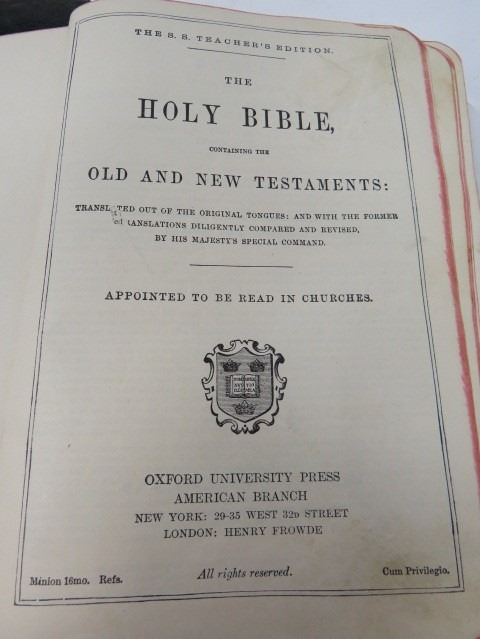 THE S. S. TEACHER'S EDITION.
THE
HOLY BIBLE,
CONTAINING THE
OLD AND NEW TESTAMENTS:
TRANSL TED OUT OF THE ORIGINAL TONGUES: AND WITH THE FORMER
TRANSLATIONS DILIGENTLY COMPARED AND REVISED,
BY HIS MAJESTY'S SPECIAL COMMAND.
APPOINTED TO BE READ IN CHURCHES.
OXFORD UNIVERSITY PRESS
AMERICAN BRANCH
NEW YORK: 29-35 WEST 32D STREET
LONDON: HENRY FROWDE
Minion 16mo. Refs.
All rights reserved.
Cum Privilegio.